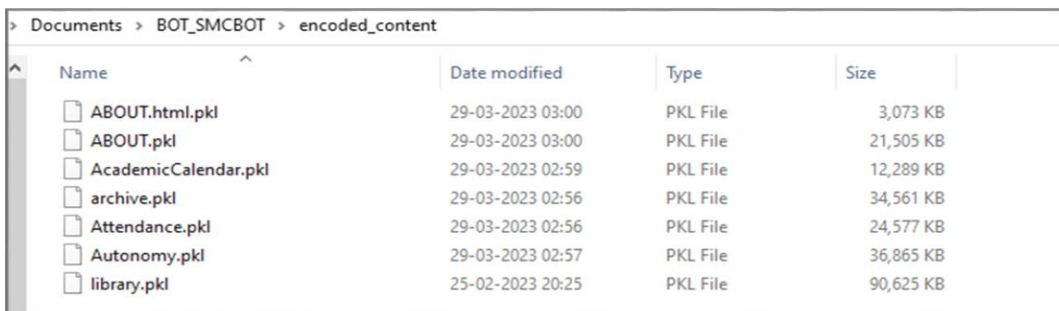 > Documents > BOT_SMCBOT > encoded_content
Name Date modified Type Size
ABOUT.html.pkl 29-03-2023 03:00 PKL File 3,073 KB
ABOUT.pkl 29-03-2023 03:00 PKL File 21,505 KB
AcademicCalendar.pkl 29-03-2023 02:59 PKL File 12,289 KB
archive.pkl 29-03-2023 02:56 PKL File 34,561 KB
Attendance.pkl 29-03-2023 02:56 PKL File 24,577 KB
Autonomy.pkl 29-03-2023 02:57 PKL File 36,865 KB
library.pkl 25-02-2023 20:25 PKL File 90,625 KB